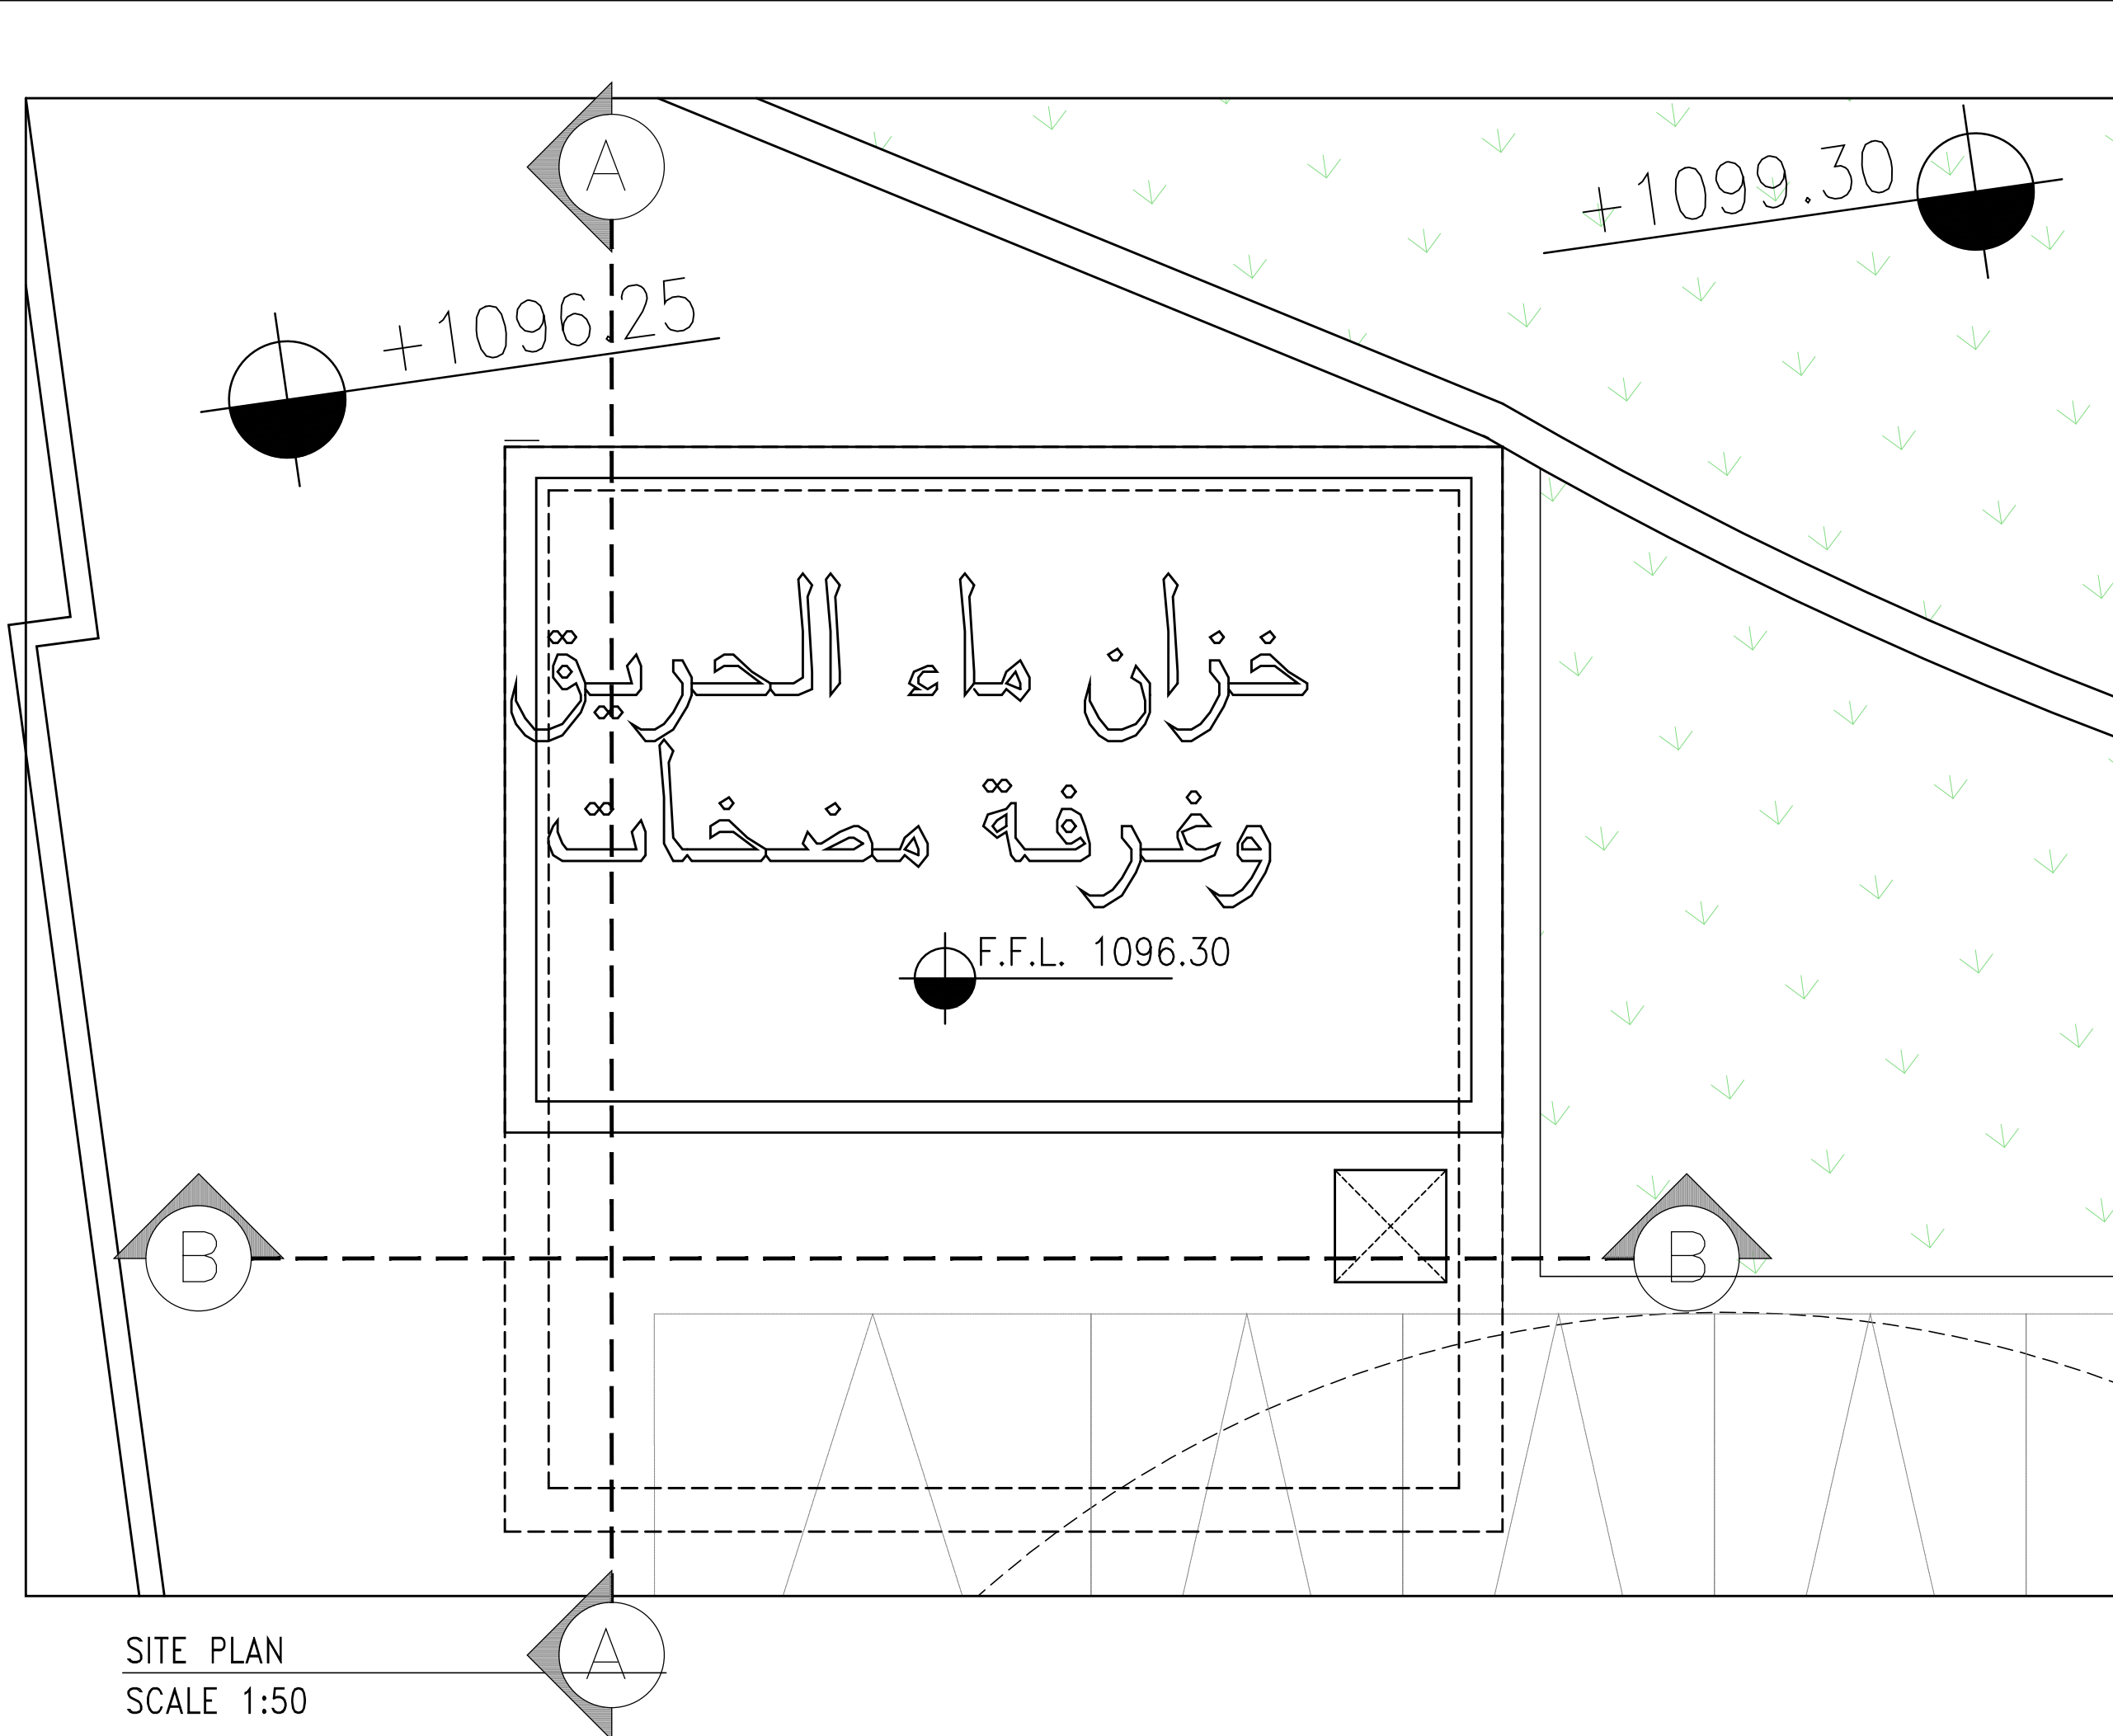 A
+1099.30
+1096.25
خزان ماء الحريق
وغرفة مضخات
F.F.L. 1096.30
B
B
SITE PLAN
A
SCALE 1:50